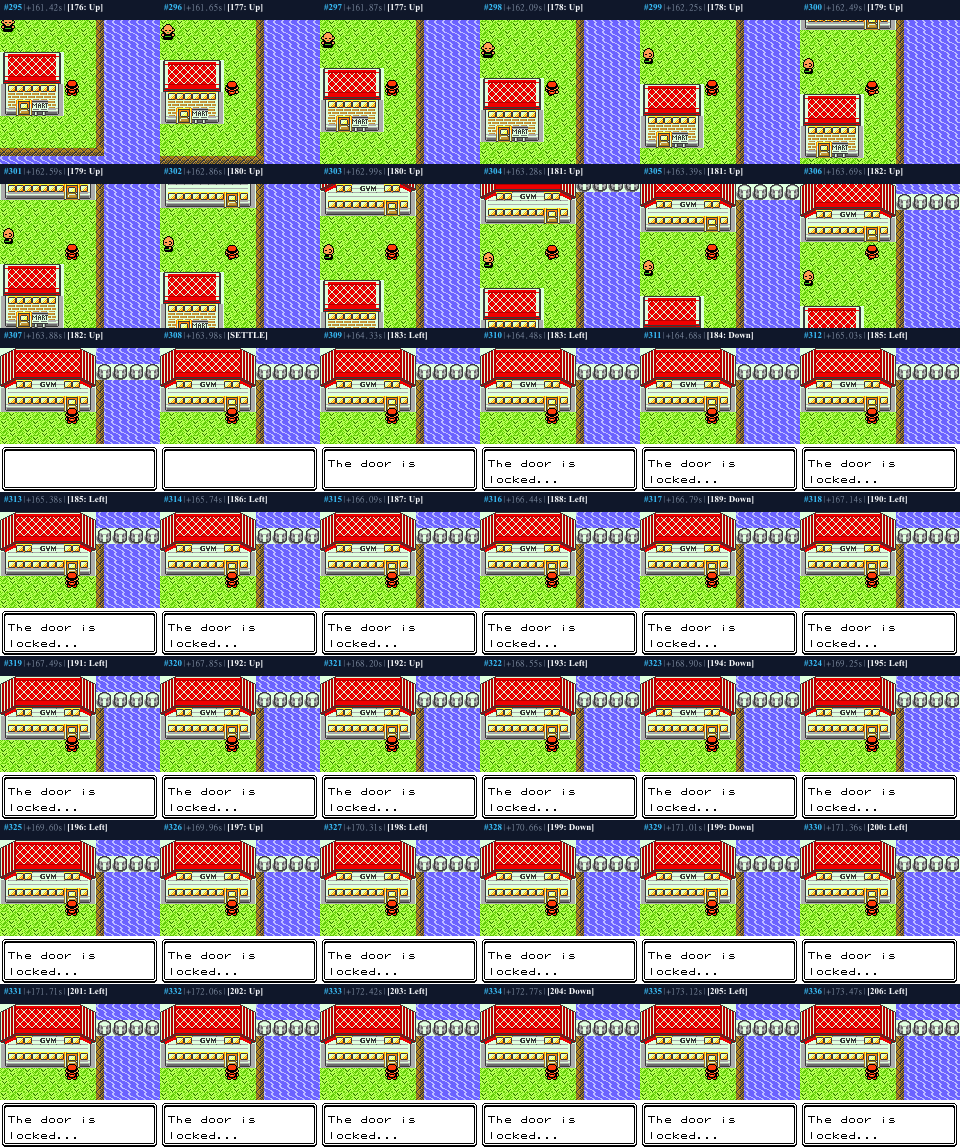 #295|+161.42s|[176: Up] #296|+161.65s|[177: Up] #297|+161.87s|[177: Up] #298|+162.09s|[178: Up] #299|+162.25s|[178: Up] #300|+162.49s|[179: Up]
MART MART MART MART MART MART
#301|+162.59s|[179: Up] #302|+162.86s|[180: Up] #303|+162.99s|[180: Up] #304|+163.28s|[181: Up] #305|+163.39s|[181: Up] #306|+163.69s|[182: Up]
GYM GYM GYM GYM
MART MART MART
#307|+163.88s|[182: Up] #308|+163.98s|[SETTLE] #309|+164.33s|[183: Left] #310|+164.48s|[183: Left] #311|+164.68s|[184: Down] #312|+165.03s|[185: Left]
GYM GYM GYM GYM GYM GYM
The door is The door is The door is The door is
locked... locked... locked...
#313|+165.38s|[185: Left] #314|+165.74s|[186: Left] #315|+166.09s|[187: Up] #316|+166.44s|[188: Left] #317|+166.79s|[189: Down] #318|+167.14s|[190: Left]
GYM GYM GYM GYM GYM GYM
The door is The door is The door is The door is The door is The door is
locked... locked... locked... locked... locked... locked...
#319|+167.49s|[191: Left] #320|+167.85s|[192: Up] #321|+168.20s|[192: Up] #322|+168.55s|[193: Left] #323|+168.90s|[194: Down] #324|+169.25s|[195: Left]
GYM GYM GYM GYM GYM GYM
The door is The door is The door is The door is The door is The door is
locked... locked... locked... locked... locked... locked...
#325|+169.60s|[196: Left] #326|+169.96s|[197: Up] #327|+170.31s|[198: Left] #328|+170.66s|[199: Down] #329|+171.01s|[199: Down] #330|+171.36s|[200: Left]
GYM GYM GYM GYM GYM GYM
The door is The door is The door is The door is The door is The door is
locked... locked... locked... locked... locked... locked...
#331|+171.71s|[201: Left] #332|+172.06s|[202: Up] #333|+172.42s|[203: Left] #334|+172.77s|[204: Down] #335|+173.12s|[205: Left] #336|+173.47s|[206: Left]
GYM GYM GYM GYM GYM GYM
The door is The door is The door is The door is The door is The door is
locked... locked... locked... locked... locked... locked...